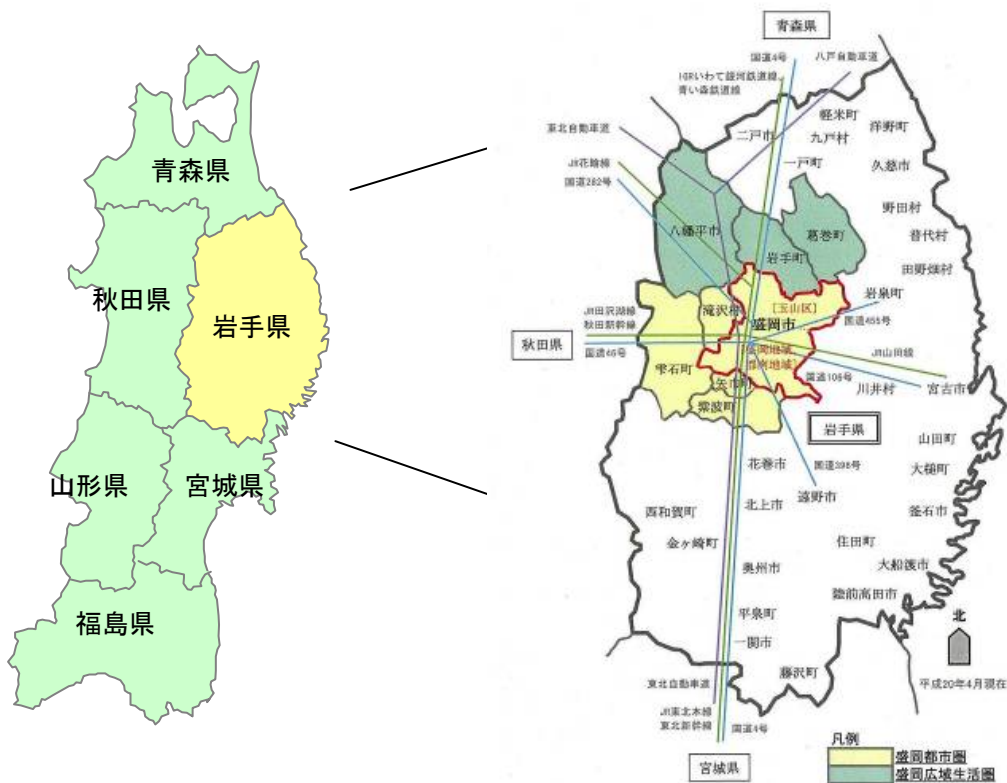 青森県
秋田県
岩手県
山形県
宮城県
福島県
青森県
国道4号
八戸自動車道
IGRいわて銀河鉄道線
青い森鉄道線
東北自動車道
JR花輪線
国道282号
軽米町
洋野町
二戸市
九戸村
一戸町
久慈市
野田村
普代村
田野畑村
八幡平市
岩手町
葛巻町
岩泉町
国道455号
[玉山区]
滝沢村
盛岡市
JR田沢湖線
秋田新幹線
秋田県
国道46号
[盛岡地域、
都南地域]
JR山田線
国道106号
雫石町
矢巾町
紫波町
川井村
宮古市
岩手県
山田町
花巻市
国道396号
大槌町
遠野市
北上市
西和賀町
釜石市
金ヶ崎町
住田町
大船渡市
奥州市
陸前高田市
平泉町
北
一関市
藤沢町
平成20年4月現在
東北自動車道
JR東北本線
東北新幹線
国道4号
宮城県
凡例
盛岡都市圏
盛岡広域生活圏